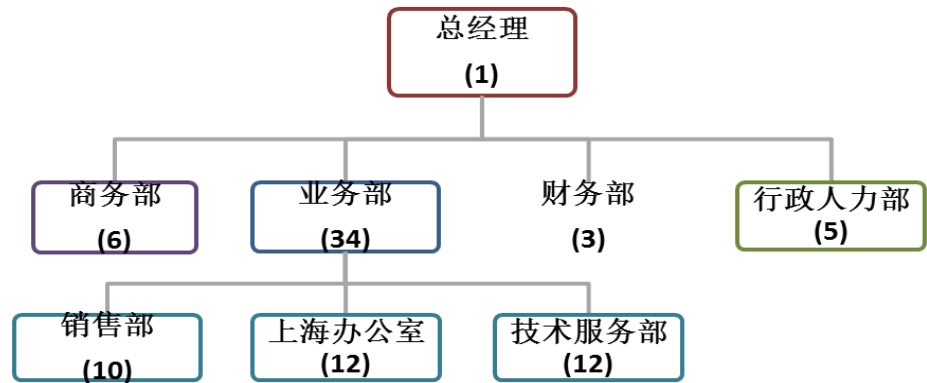 总经理
(1)
商务部
(6)
业务部
(34)
财务部
(3)
行政人力部
(5)
销售部
(10)
上海办公室
(12)
技术服务部
(12)